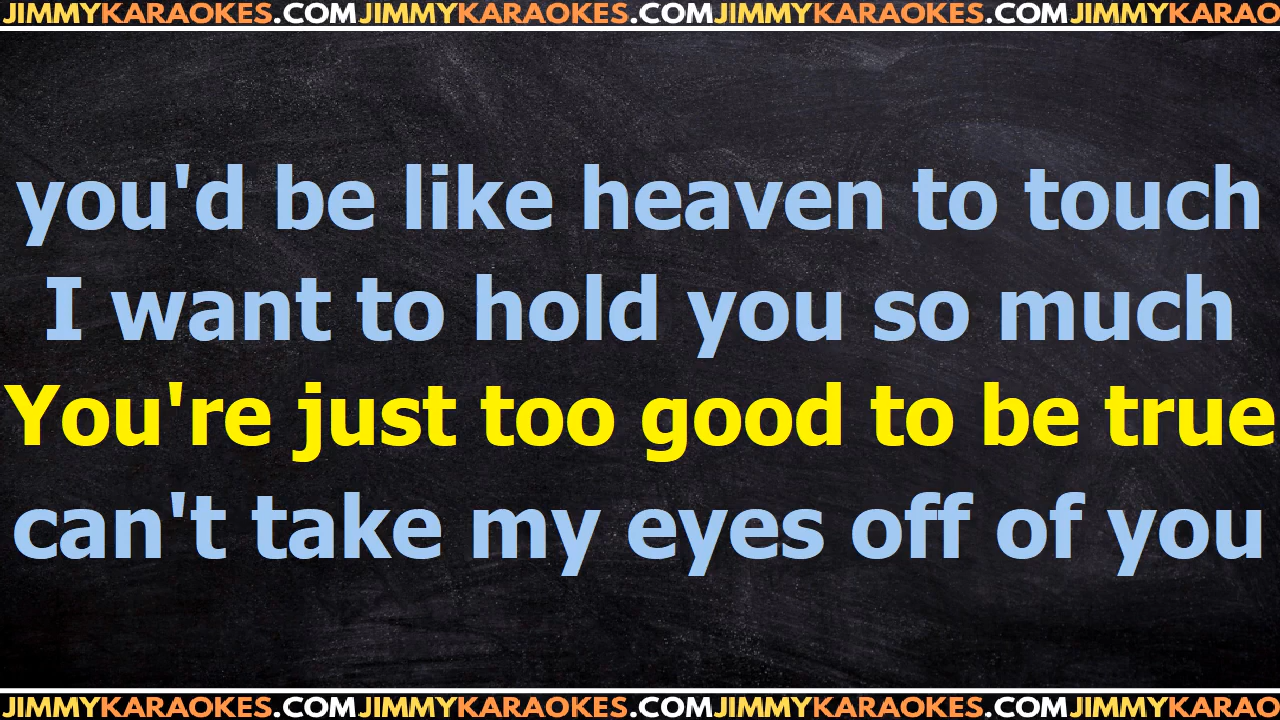 JIMMYKARAOKES.COMJIMMYKARAOKES.COMJIMMYKARAOKES.COMJIMMYKARAO
you'd be like heaven to touch
I want to hold you so much
You're just too good to be true
can't take my eyes off of you
JIMMYKARAOKES.COMJIMMYKARAOKES.COMJIMMYKARAOKES.COMJIMMYKARAO